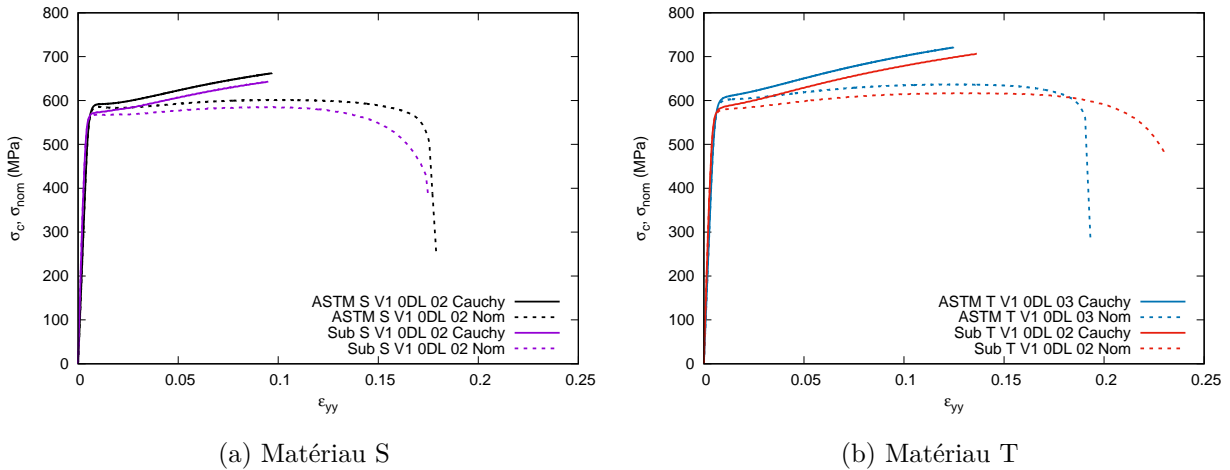 800
700
600
500
400
300
200
100
0
σc, σnom (MPa)
ASTM S V1 0DL 02 Cauchy
ASTM S V1 0DL 02 Nom
Sub S V1 0DL 02 Cauchy
Sub S V1 0DL 02 Nom
0 0.05 0.1 0.15 0.2 0.25
εyy
(a) Matériau S
800
700
600
500
400
300
200
100
0
σc, σnom (MPa)
ASTM T V1 0DL 03 Cauchy
ASTM T V1 0DL 03 Nom
Sub T V1 0DL 02 Cauchy
Sub T V1 0DL 02 Nom
0 0.05 0.1 0.15 0.2 0.25
εyy
(b) Matériau T